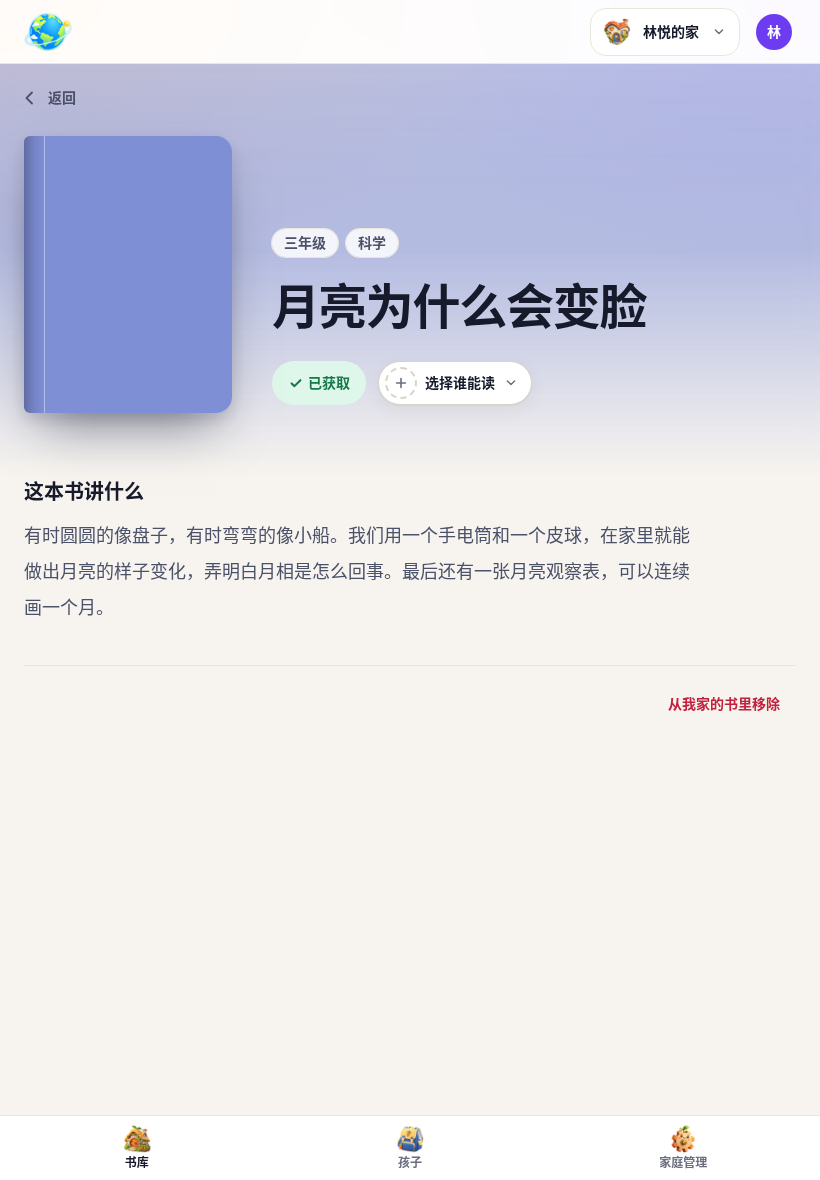 林悦的家
林
返回
三年级 科学
月亮为什么会变脸
已获取
选择谁能读
这本书讲什么
有时圆圆的像盘子，有时弯弯的像小船。我们用一个手电筒和一个皮球，在家里就能
做出月亮的样子变化，弄明白月相是怎么回事。最后还有一张月亮观察表，可以连续
画一个月。
从我家的书里移除
书库
孩子
家庭管理